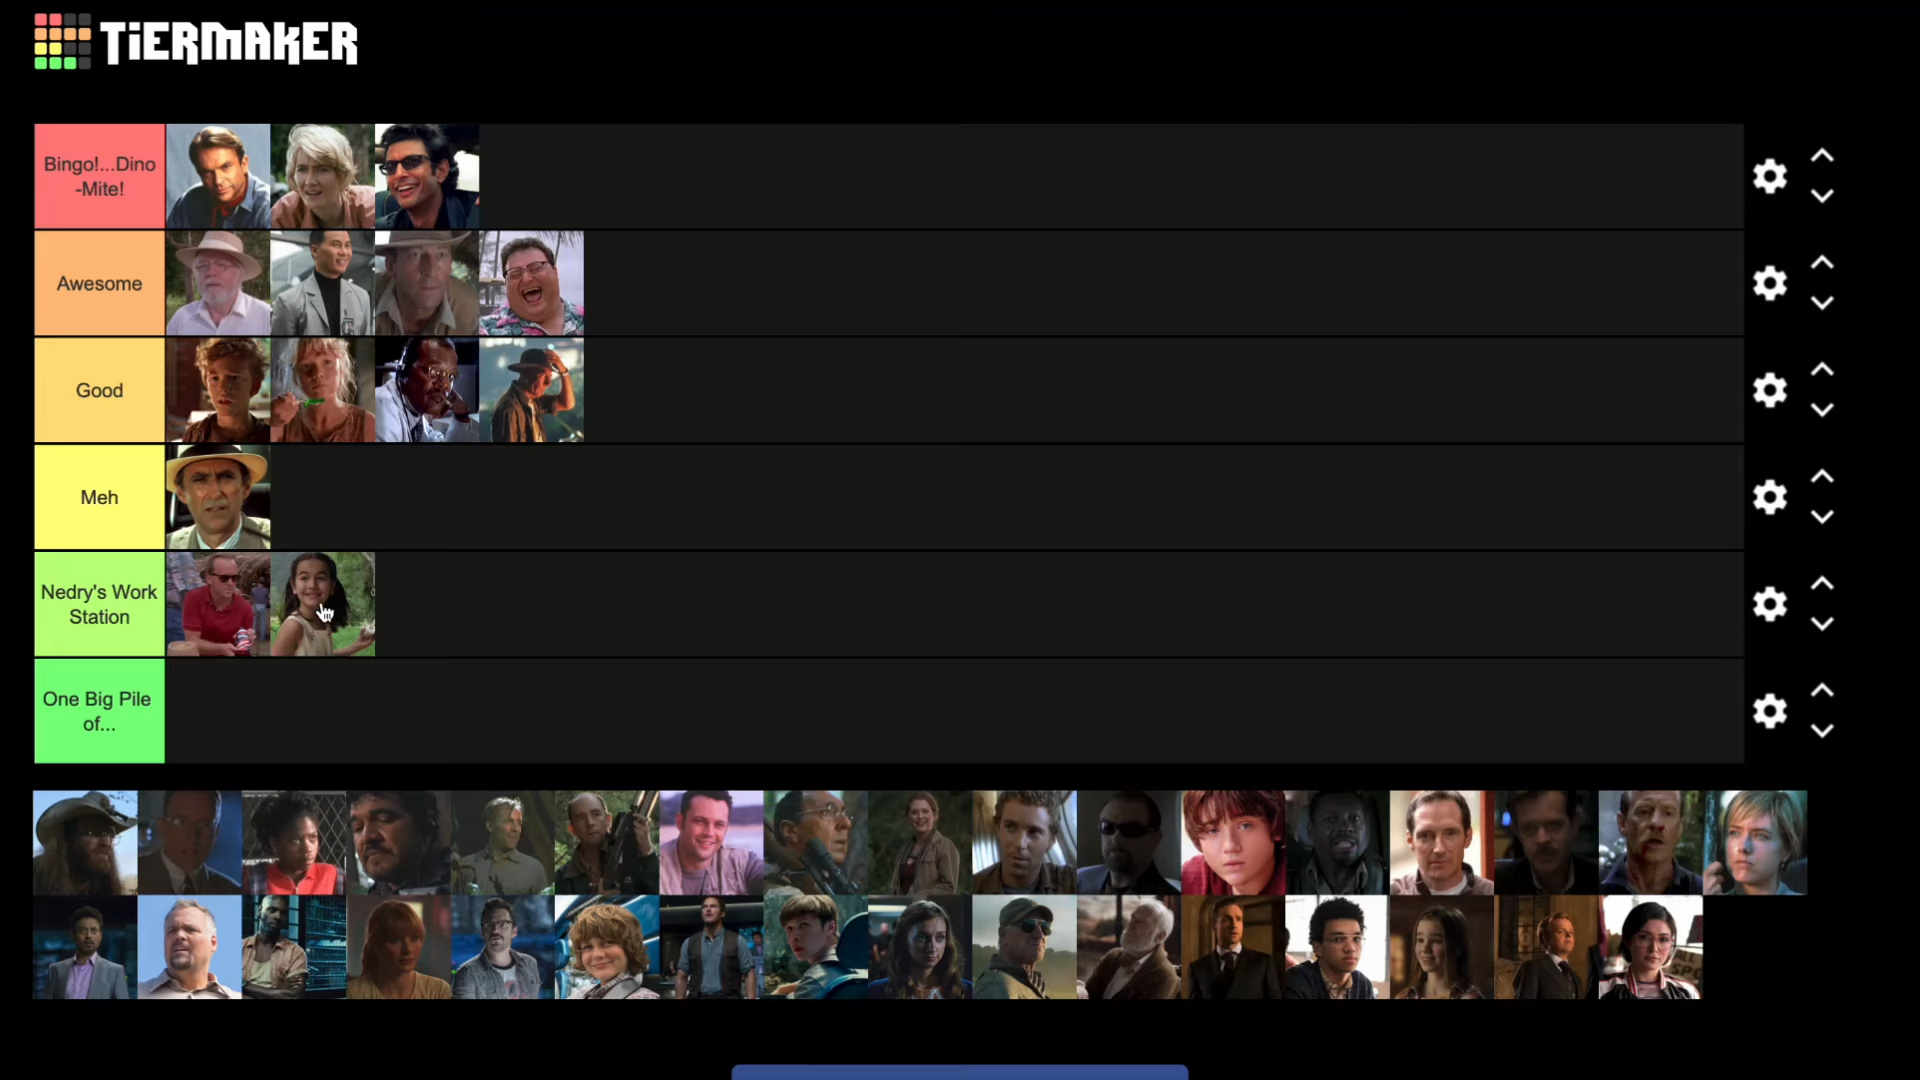 TiERMAKER
Bingo!...Dino
-Mite!
Awesome
Good
Meh
Nedry's Work
Station
One Big Pile
of...